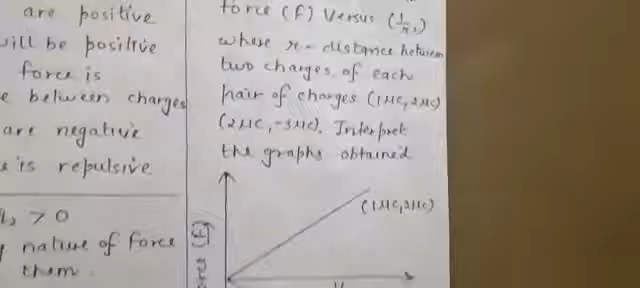 are positive
will be positive
force is
e between charges
are negative
is repulsive
> 0
nature of force
them.
force (F) versus (1/r²)
where r - distance between
two charges of each
pair of charges (1μc, 2μc)
(2μc, -3μc). Interpret
the graphs obtained
(1μc, 2μc)
(F)